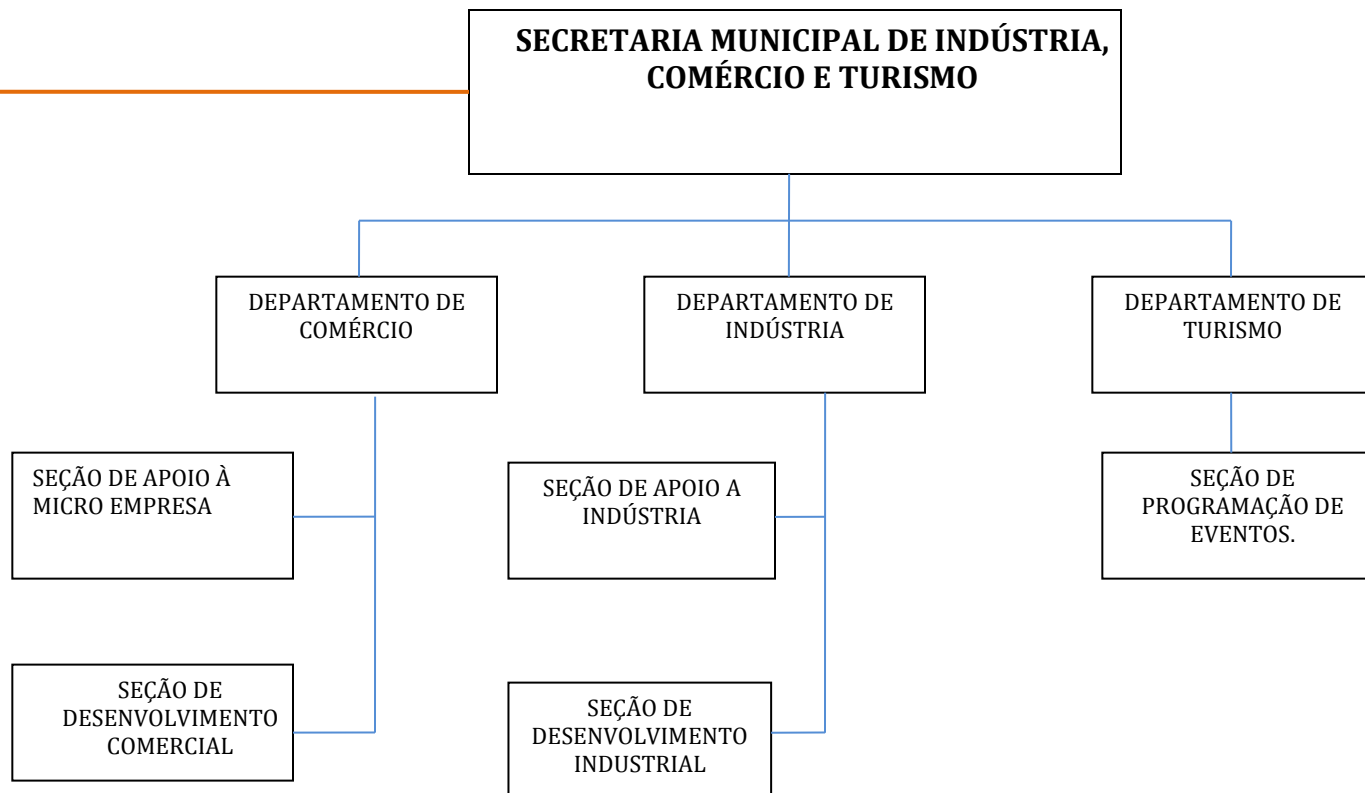 SECRETARIA MUNICIPAL DE INDÚSTRIA,
COMÉRCIO E TURISMO
DEPARTAMENTO DE
COMÉRCIO
DEPARTAMENTO DE
INDÚSTRIA
DEPARTAMENTO DE
TURISMO
SEÇÃO DE APOIO À
MICRO EMPRESA
SEÇÃO DE APOIO A
INDÚSTRIA
SEÇÃO DE
PROGRAMAÇÃO DE
EVENTOS.
SEÇÃO DE
DESENVOLVIMENTO
COMERCIAL
SEÇÃO DE
DESENVOLVIMENTO
INDUSTRIAL